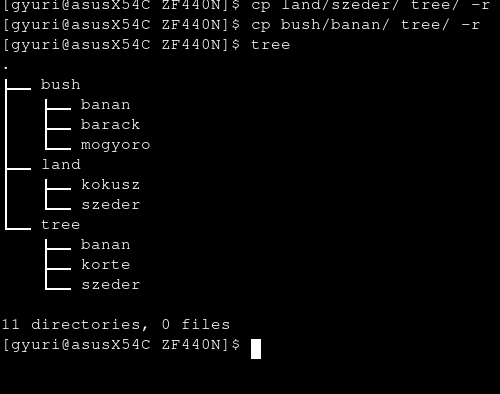 [gyuri@asusX54C ZF440N]$ cp land/szeder/ tree/ -r
[gyuri@asusX54C ZF440N]$ cp bush/banan/ tree/ -r
[gyuri@asusX54C ZF440N]$ tree
.
├── bush
│   ├── banan
│   ├── barack
│   └── mogyoro
├── land
│   ├── kokusz
│   └── szeder
└── tree
    ├── banan
    ├── korte
    └── szeder

11 directories, 0 files
[gyuri@asusX54C ZF440N]$